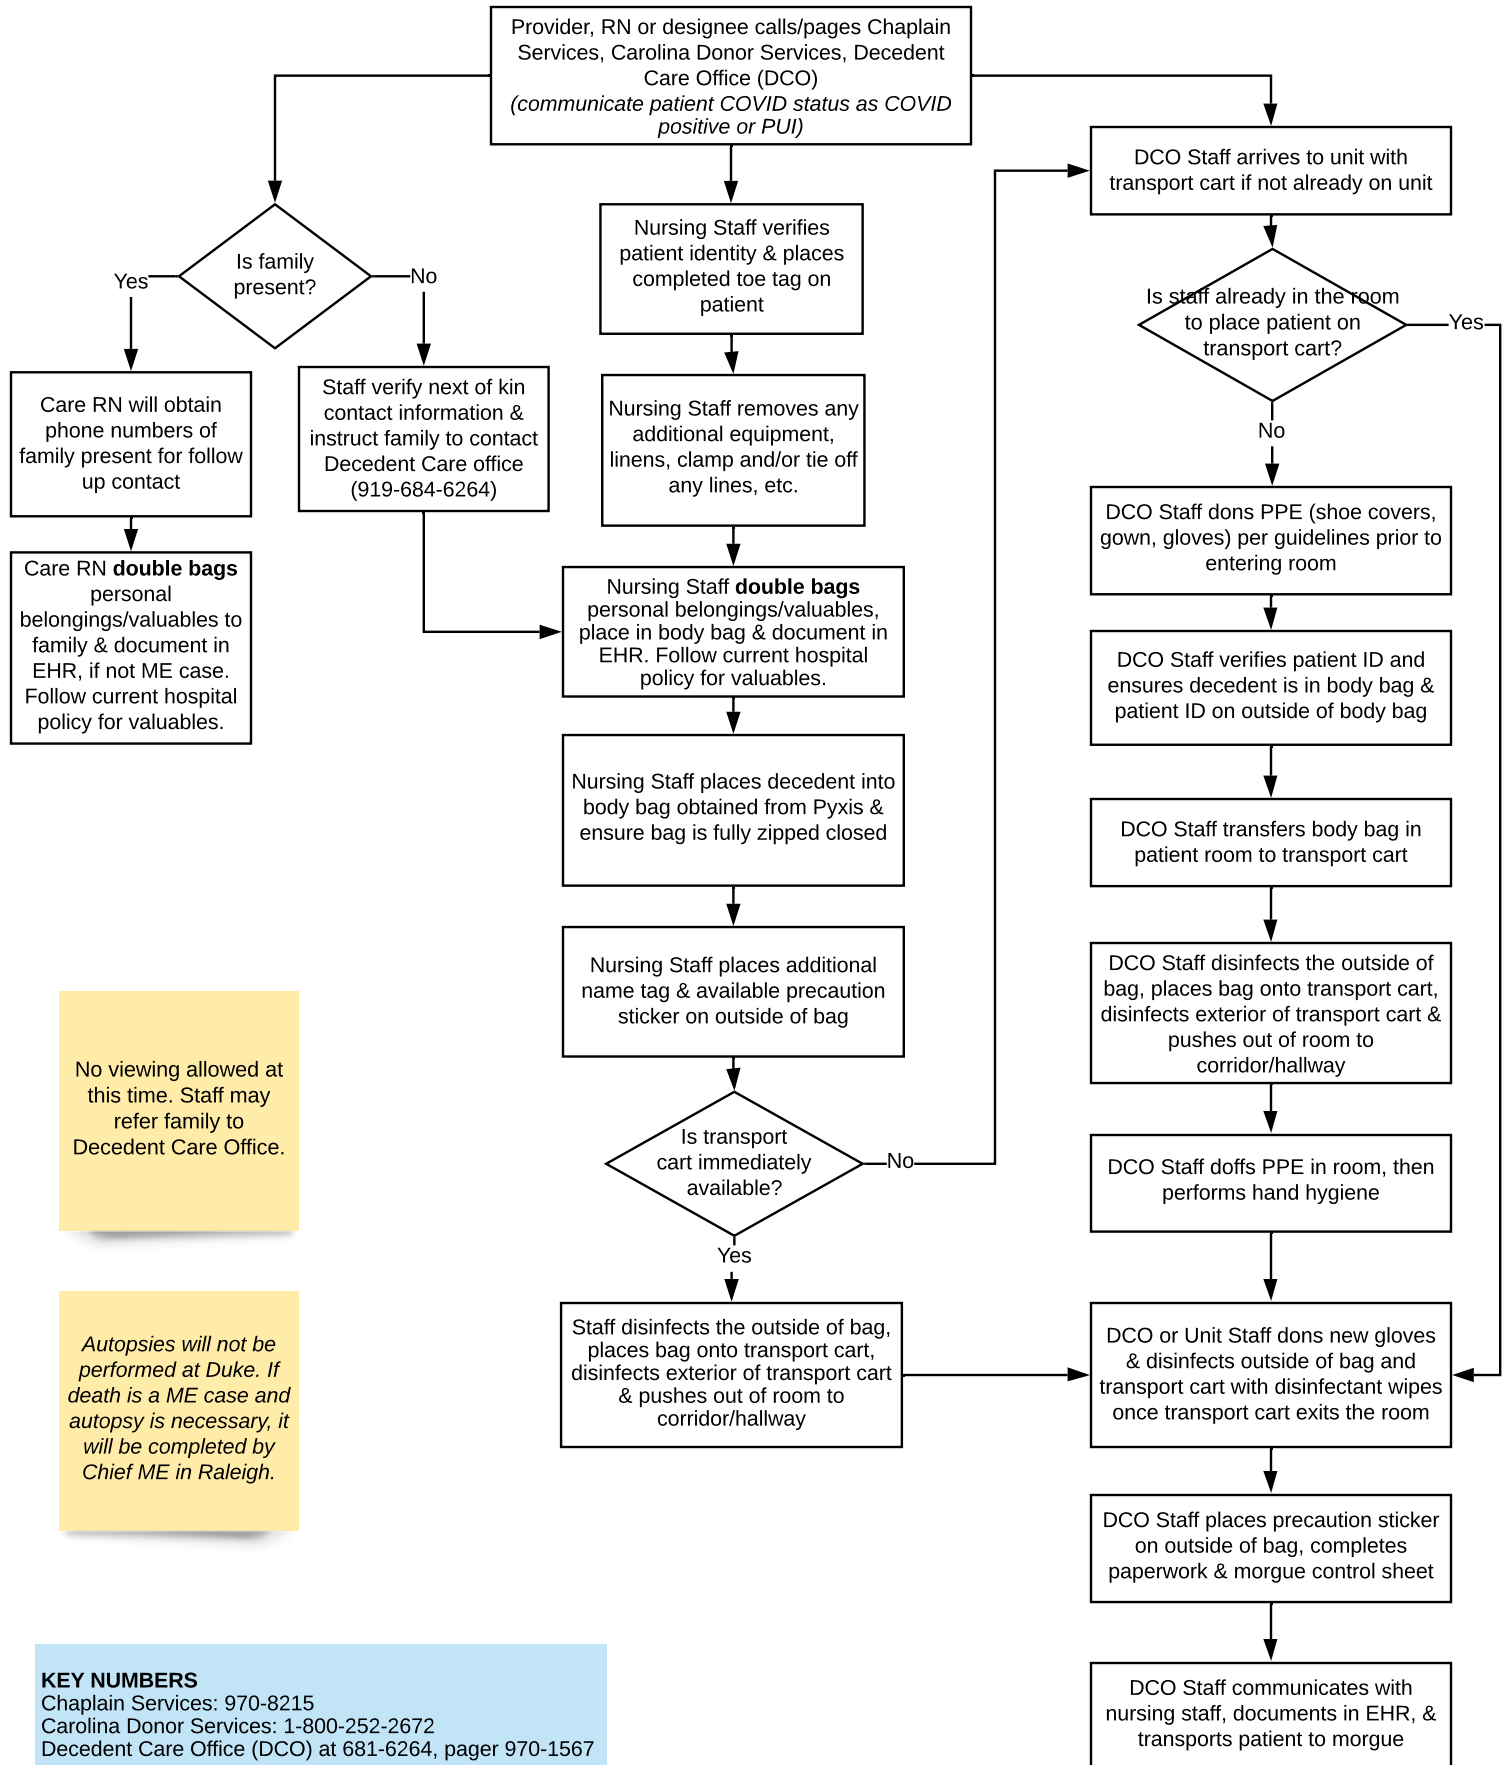 Provider, RN or designee calls/pages Chaplain
Services, Carolina Donor Services, Decedent
Care Office (DCO)
(communicate patient COVID status as COVID
positive or PUI)
Is family
present?
Yes
No
Care RN will obtain
phone numbers of
family present for follow
up contact
Care RN double bags
personal
belongings/valuables to
family & document in
EHR, if not ME case.
Follow current hospital
policy for valuables.
Staff verify next of kin
contact information &
instruct family to contact
Decedent Care office
(919-684-6264)
Nursing Staff verifies
patient identity & places
completed toe tag on
patient
Nursing Staff removes any
additional equipment,
linens, clamp and/or tie off
any lines, etc.
Nursing Staff double bags
personal belongings/valuables,
place in body bag & document in
EHR. Follow current hospital
policy for valuables.
Nursing Staff places decedent into
body bag obtained from Pyxis &
ensure bag is fully zipped closed
Nursing Staff places additional
name tag & available precaution
sticker on outside of bag
Is transport
cart immediately
available?
No
Yes
Staff disinfects the outside of bag,
places bag onto transport cart,
disinfects exterior of transport cart
& pushes out of room to
corridor/hallway
DCO Staff arrives to unit with
transport cart if not already on unit
Is staff already in the room
to place patient on
transport cart?
Yes
No
DCO Staff dons PPE (shoe covers,
gown, gloves) per guidelines prior to
entering room
DCO Staff verifies patient ID and
ensures decedent is in body bag &
patient ID on outside of body bag
DCO Staff transfers body bag in
patient room to transport cart
DCO Staff disinfects the outside of
bag, places bag onto transport cart,
disinfects exterior of transport cart &
pushes out of room to
corridor/hallway
DCO Staff doffs PPE in room, then
performs hand hygiene
DCO or Unit Staff dons new gloves
& disinfects outside of bag and
transport cart with disinfectant wipes
once transport cart exits the room
DCO Staff places precaution sticker
on outside of bag, completes
paperwork & morgue control sheet
DCO Staff communicates with
nursing staff, documents in EHR, &
transports patient to morgue
No viewing allowed at
this time. Staff may
refer family to
Decedent Care Office.
Autopsies will not be
performed at Duke. If
death is a ME case and
autopsy is necessary, it
will be completed by
Chief ME in Raleigh.
KEY NUMBERS
Chaplain Services: 970-8215
Carolina Donor Services: 1-800-252-2672
Decedent Care Office (DCO) at 681-6264, pager 970-1567